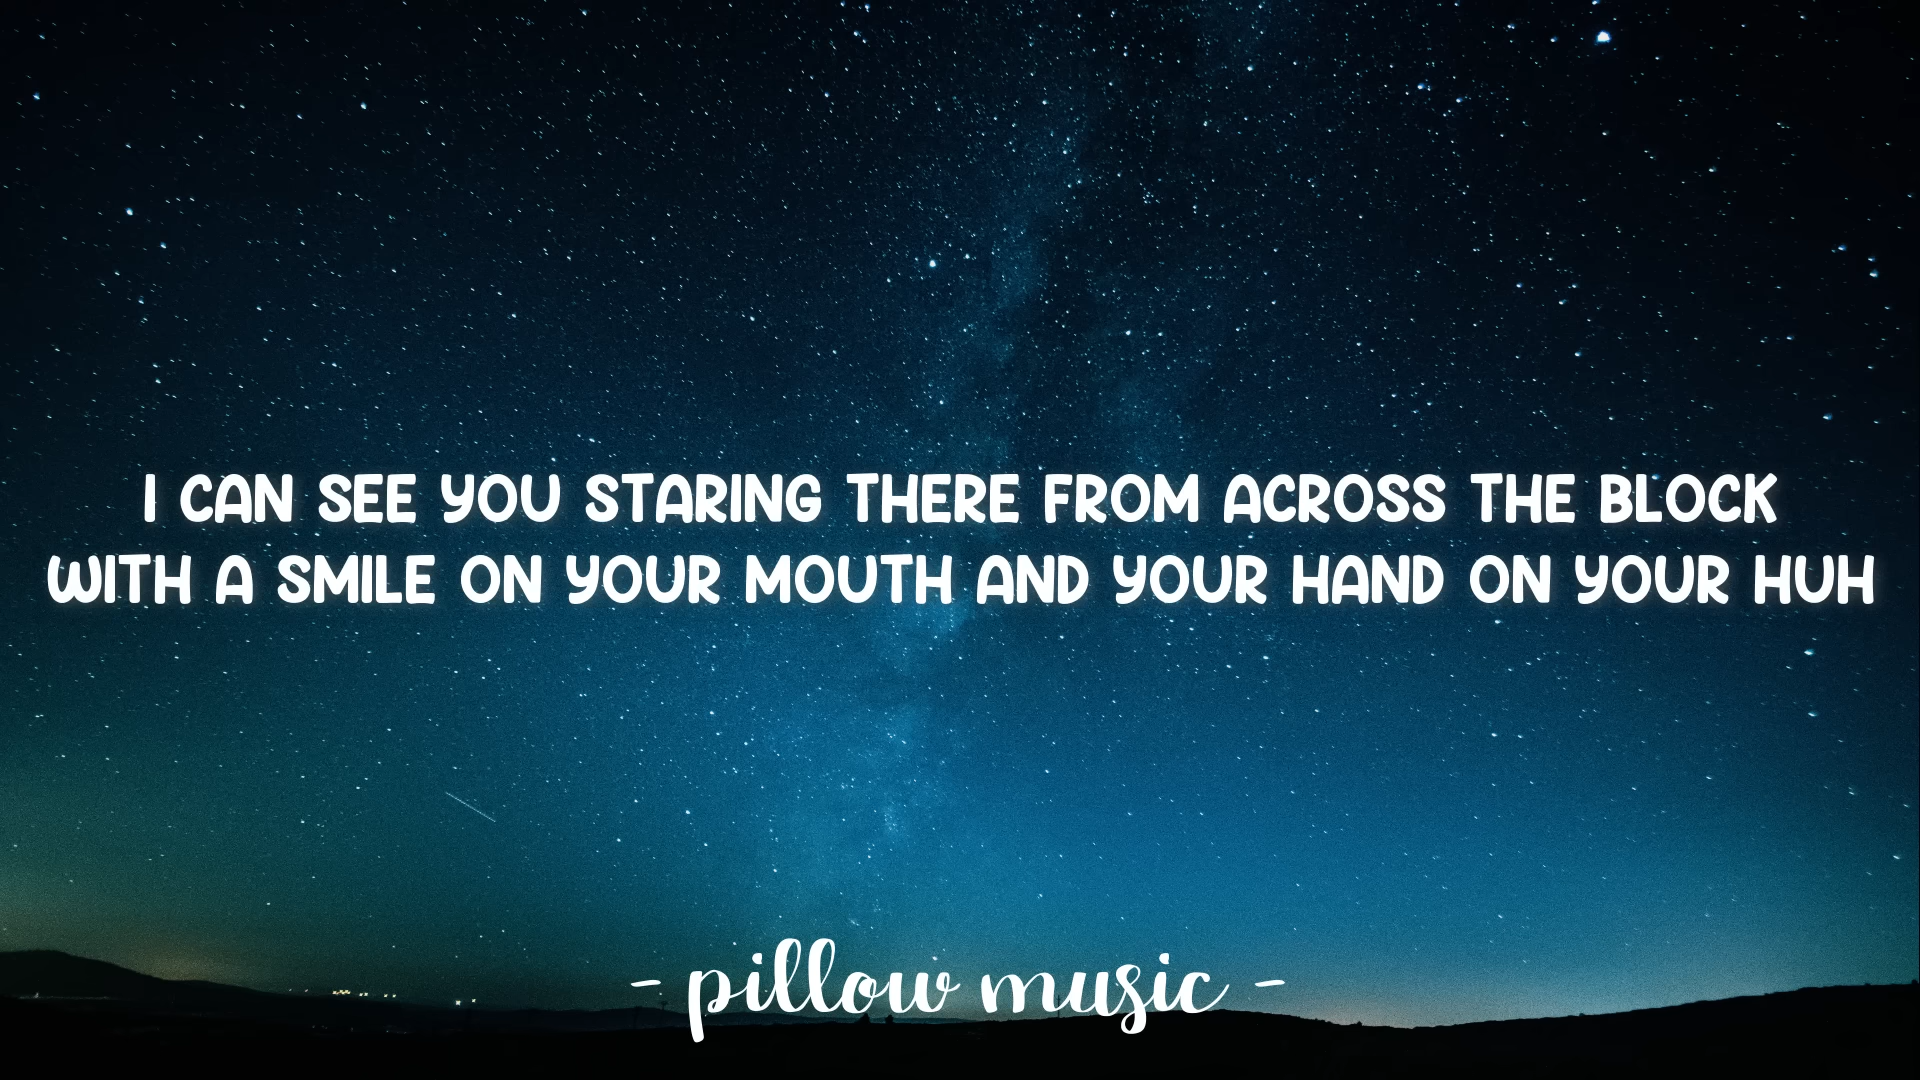 I CAN SEE YOU STARING THERE FROM ACROSS THE BLOCK
WITH A SMILE ON YOUR MOUTH AND YOUR HAND ON YOUR HUH
- pillow music -